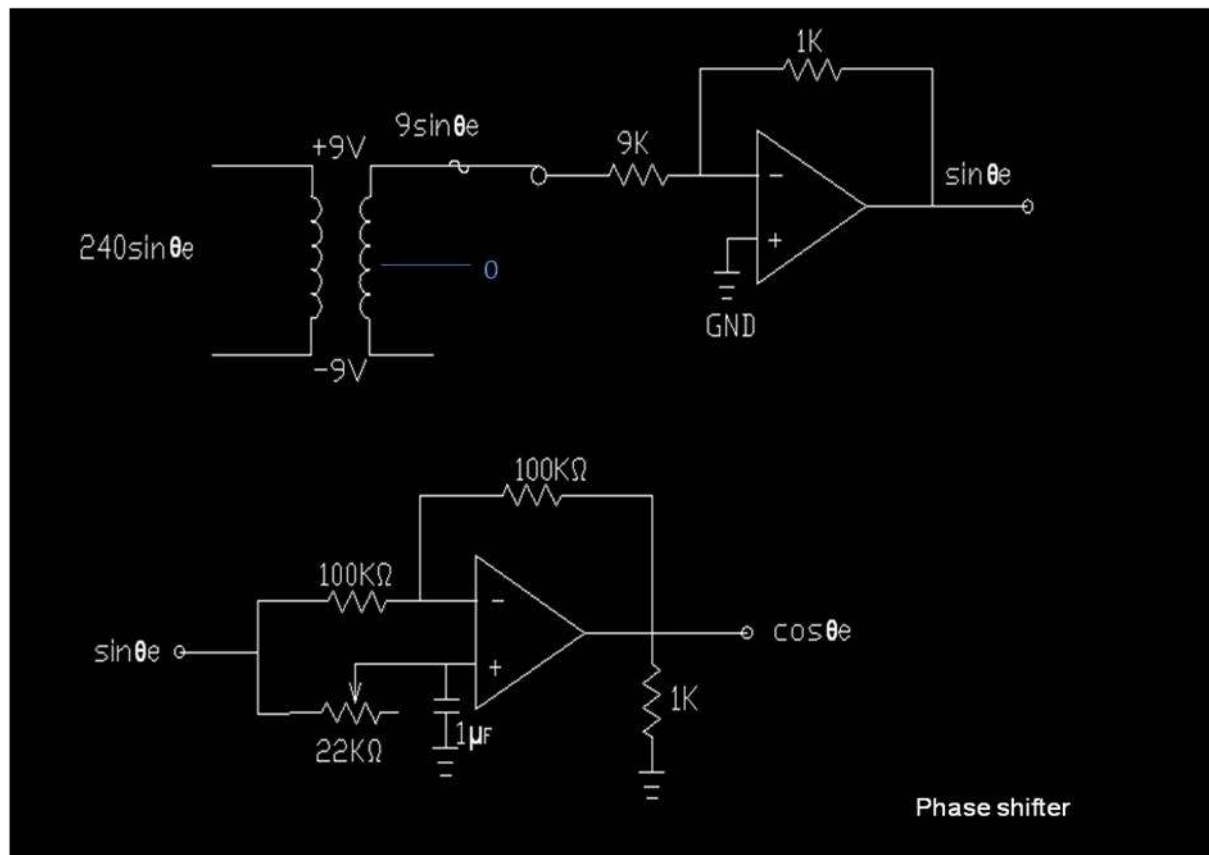 1K
9sinθe
+9V
9K
sinθe
240sinθe
0
GND
-9V
100KΩ
100KΩ
sinθe
cosθe
1K
1µF
22KΩ
Phase shifter